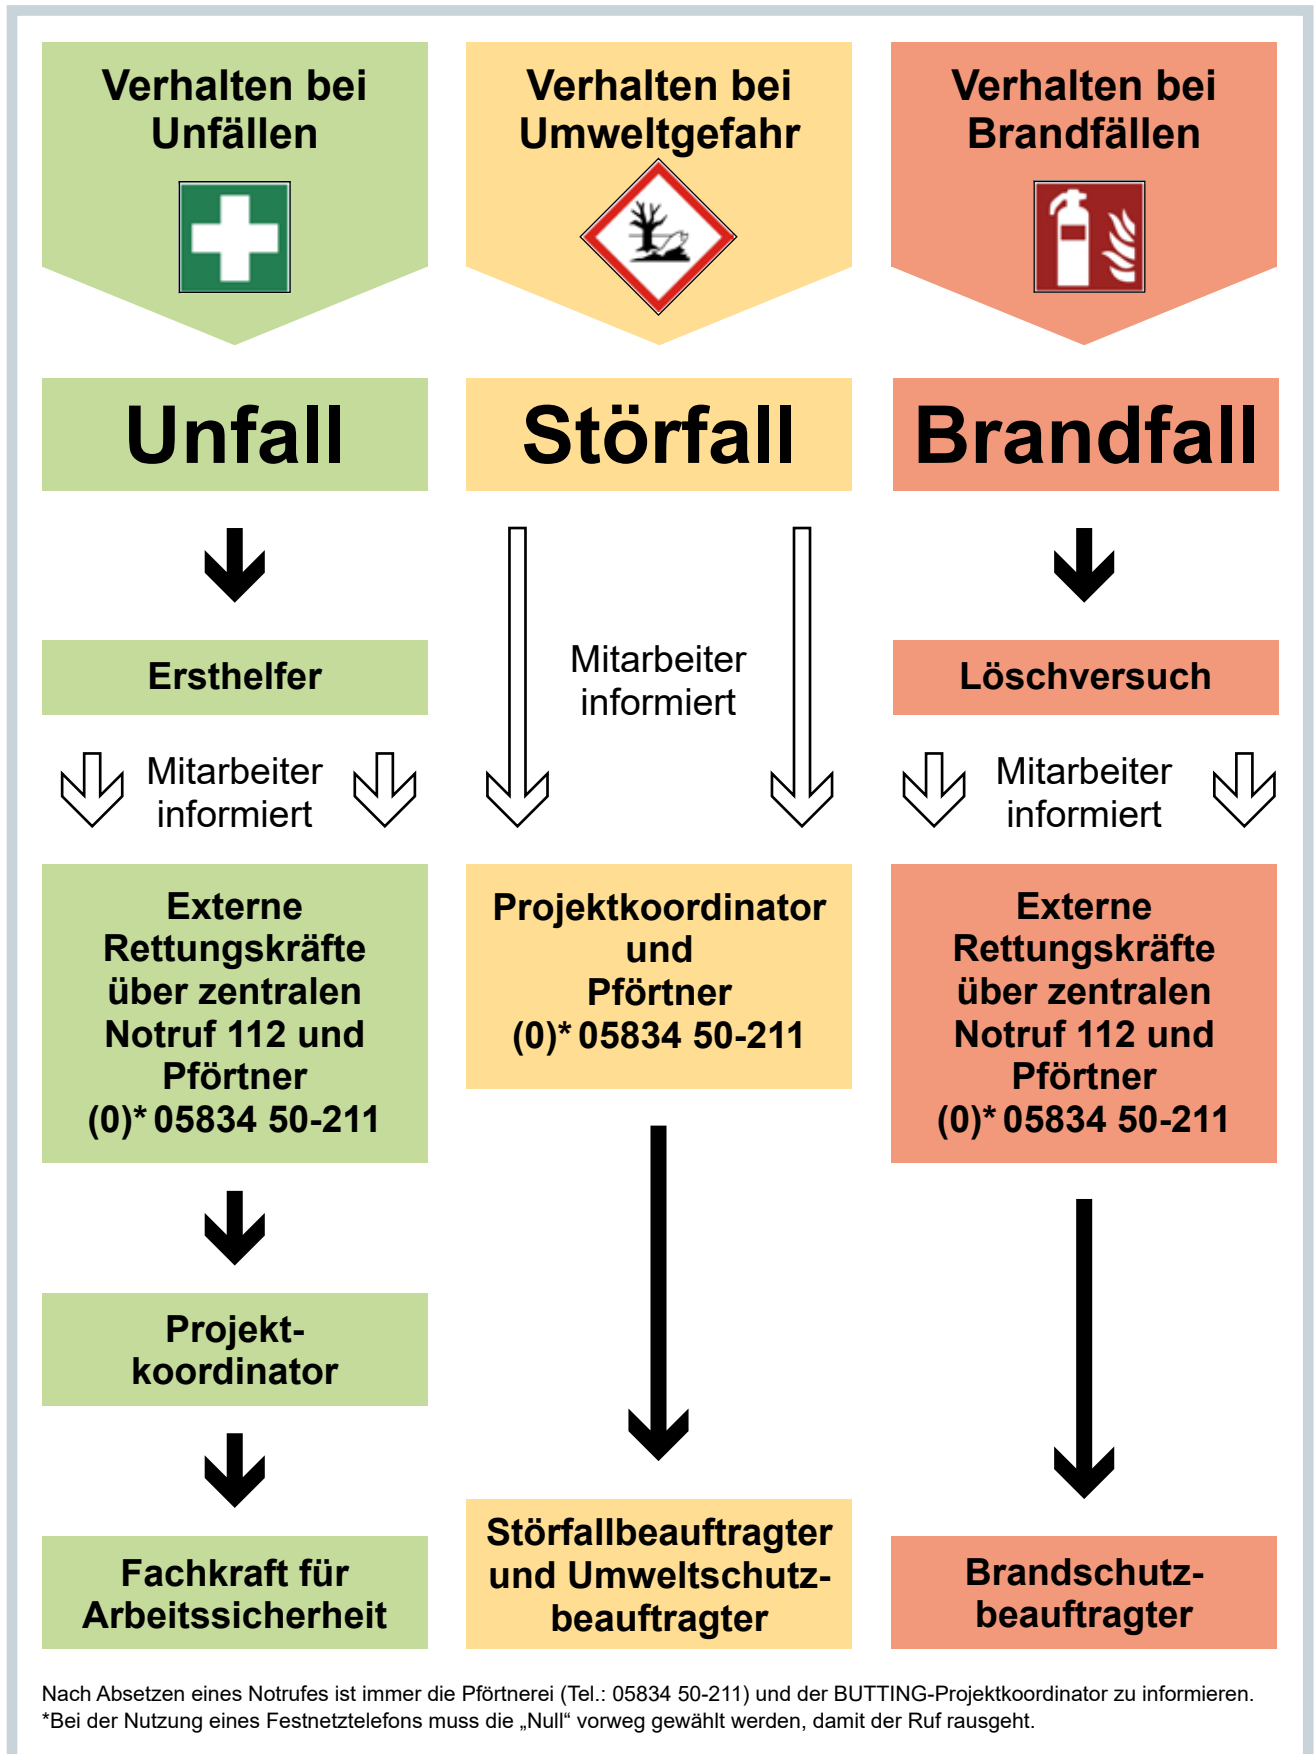 Verhalten bei
Unfällen
Unfall
Ersthelfer
Mitarbeiter
informiert
Externe
Rettungskräfte
über zentralen
Notruf 112 und
Pförtner
(0)* 05834 50-211
Projekt-
koordinator
Fachkraft für
Arbeitssicherheit
Verhalten bei
Umweltgefahr
Störfall
Mitarbeiter
informiert
Projektkoordinator
und
Pförtner
(0)* 05834 50-211
Störfallbeauftragter
und Umweltschutz-
beauftragter
Verhalten bei
Brandfällen
Brandfall
Löschversuch
Mitarbeiter
informiert
Externe
Rettungskräfte
über zentralen
Notruf 112 und
Pförtner
(0)* 05834 50-211
Brandschutz-
beauftragter
Nach Absetzen eines Notrufes ist immer die Pförtnerei (Tel.: 05834 50-211) und der BUTTING-Projektkoordinator zu informieren.
*Bei der Nutzung eines Festnetztelefons muss die „Null“ vorweg gewählt werden, damit der Ruf rausgeht.